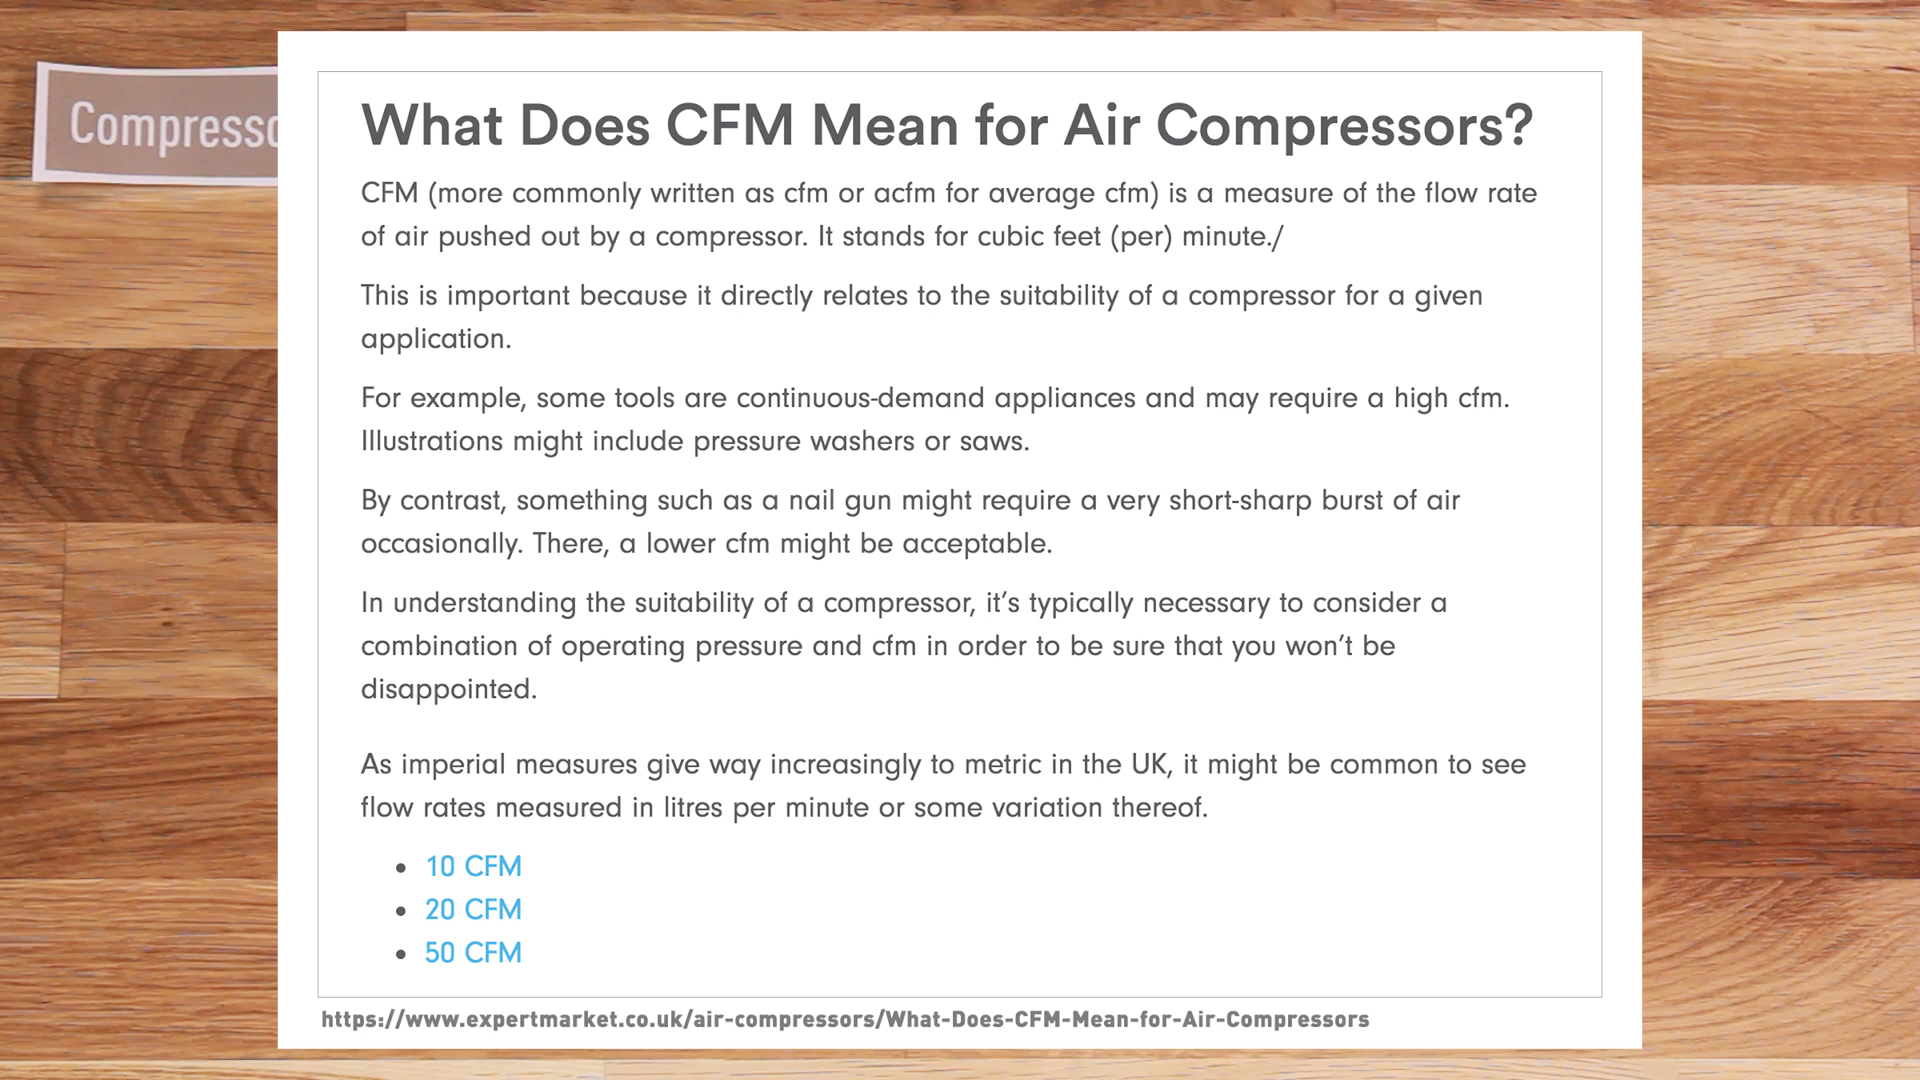 Compresso
What Does CFM Mean for Air Compressors?
CFM (more commonly written as cfm or acfm for average cfm) is a measure of the flow rate
of air pushed out by a compressor. It stands for cubic feet (per) minute./
This is important because it directly relates to the suitability of a compressor for a given
application.
For example, some tools are continuous-demand appliances and may require a high cfm.
Illustrations might include pressure washers or saws.
By contrast, something such as a nail gun might require a very short-sharp burst of air
occasionally. There, a lower cfm might be acceptable.
In understanding the suitability of a compressor, it’s typically necessary to consider a
combination of operating pressure and cfm in order to be sure that you won’t be
disappointed.
As imperial measures give way increasingly to metric in the UK, it might be common to see
flow rates measured in litres per minute or some variation thereof.
• 10 CFM
• 20 CFM
• 50 CFM
https://www.expertmarket.co.uk/air-compressors/What-Does-CFM-Mean-for-Air-Compressors